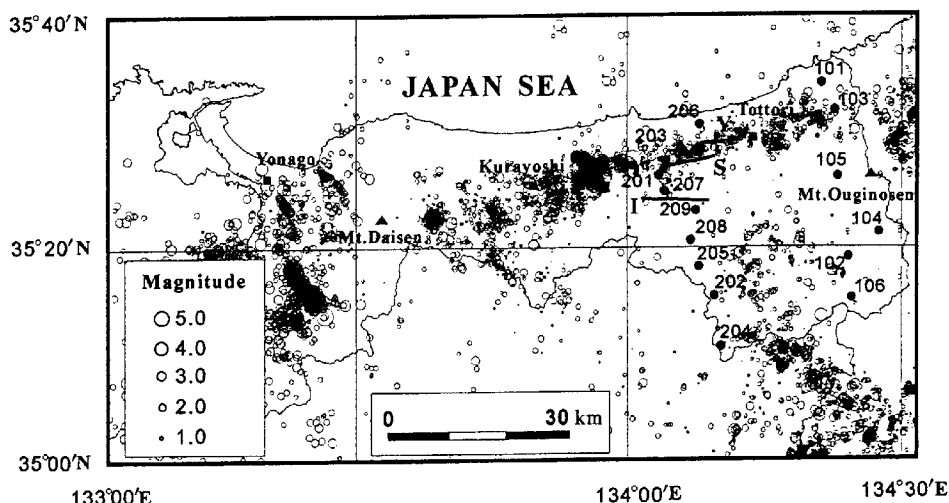 35°40'N
JAPAN SEA
101
103
206
Tottori
Y
203
Kurayoshi
S
105
Yonago
201
207
Mt.Ouginosen
I
209
104
Mt.Daisen
208
35°20'N
205
102
Magnitude
202
106
5.0
4.0
204
3.0
2.0
0 30 km
1.0
35°00'N
133°00'E
134°00'E
134°30'E